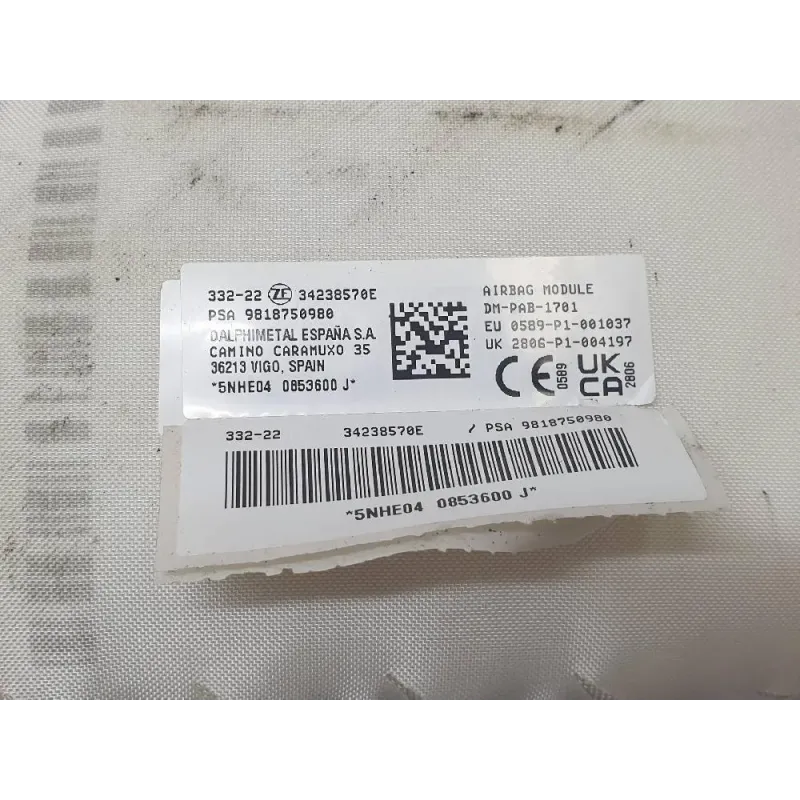 332-22 ZF 34238570E
PSA 9818750980
DALPHIMETAL ESPAÑA S.A.
CAMINO CARAMUXO 35
36213 VIGO, SPAIN
*5NHE04 0853600 J*
AIRBAG MODULE
DM-PAB-1701
EU 0589-P1-001037
UK 2806-P1-004197
CE 0589 UK CA 2806
332-22 34238570E / PSA 9818750980
*5NHE04 0853600 J*